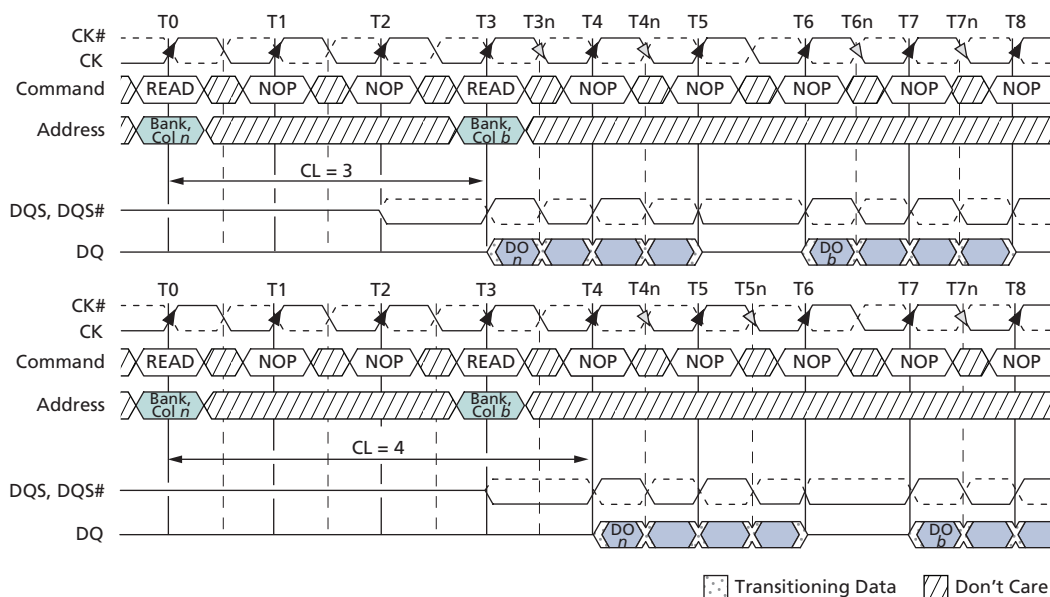 T0 T1 T2 T3 T3n T4 T4n T5 T6 T6n T7 T7n T8
CK#
CK
Command READ NOP NOP READ NOP NOP NOP NOP NOP
Address Bank, Col n Bank, Col b
CL = 3
DQS, DQS#
DQ DO n DO b
T0 T1 T2 T3 T4 T4n T5 T5n T6 T7 T7n T8
CK#
CK
Command READ NOP NOP READ NOP NOP NOP NOP NOP
Address Bank, Col n Bank, Col b
CL = 4
DQS, DQS#
DQ DO n DO b
Transitioning Data Don't Care